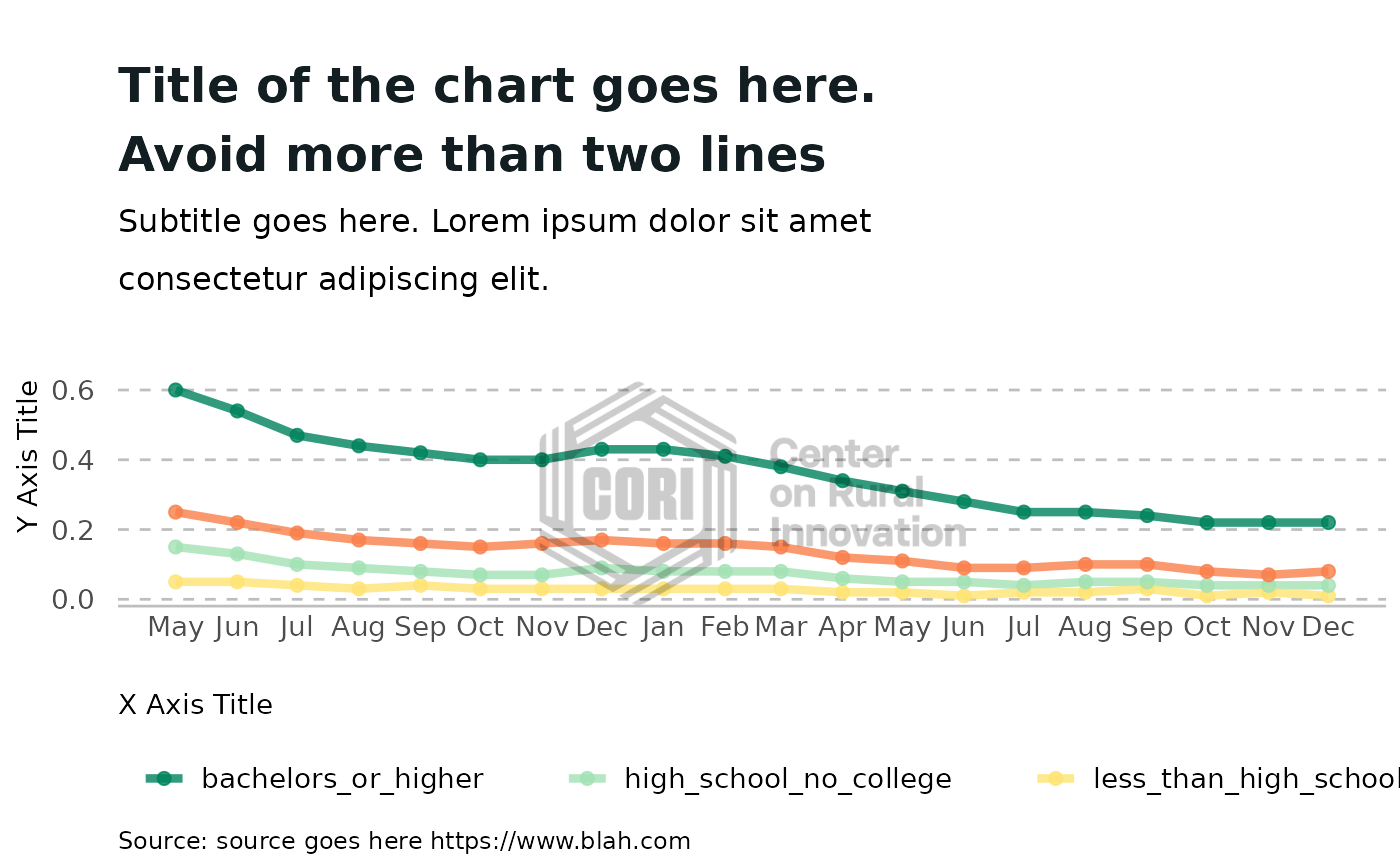 Title of the chart goes here.
Avoid more than two lines
Subtitle goes here. Lorem ipsum dolor sit amet
consectetur adipiscing elit.
Y Axis Title
0.6
0.4
0.2
0.0
CORI
Center
on Rural
Innovation
May Jun Jul Aug Sep Oct Nov Dec Jan Feb Mar Apr May Jun Jul Aug Sep Oct Nov Dec
X Axis Title
bachelors_or_higher high_school_no_college less_than_high_school
Source: source goes here https://www.blah.com